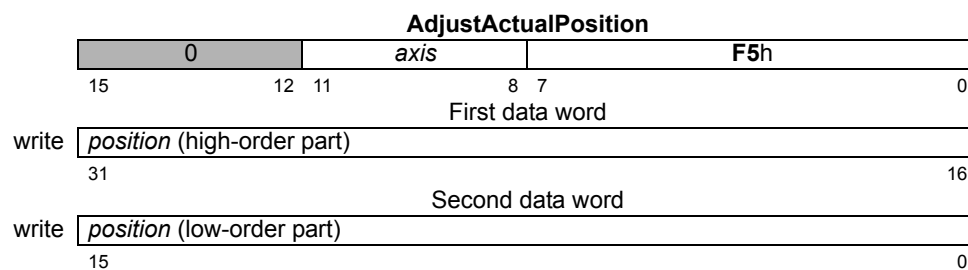 AdjustActualPosition
0 axis F5h
15 12 11 8 7 0
First data word
write position (high-order part)
31 16
Second data word
write position (low-order part)
15 0